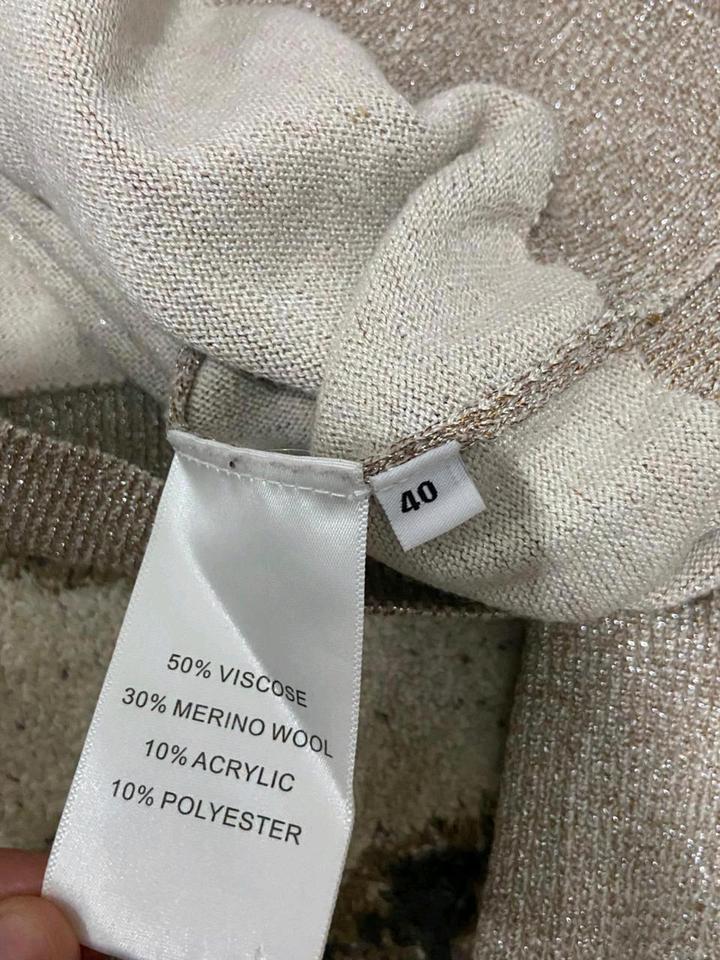 40
50% VISCOSE
30% MERINO WOOL
10% ACRYLIC
10% POLYESTER